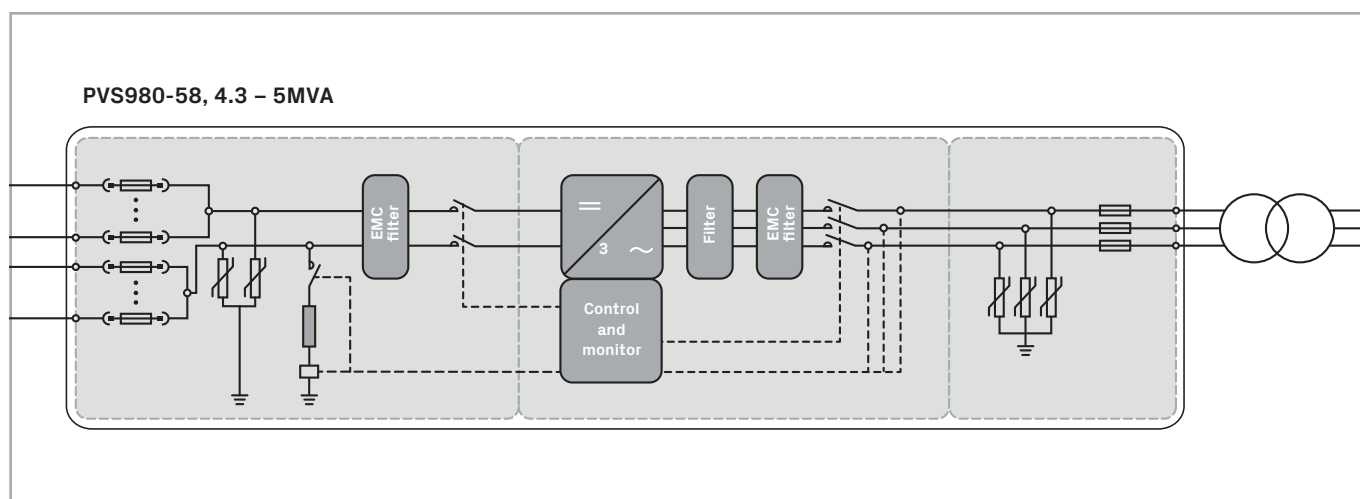 PVS980-58, 4.3 – 5MVA
EMC
filter
3
Filter
EMC
filter
Control
and
monitor